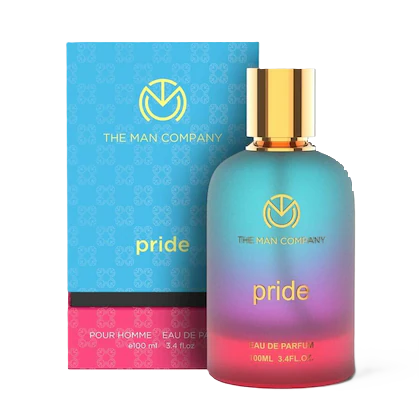 THE MAN COMPANY
pride
POUR HOMME EAU DE
℮100 ml 3.4 fl.oz
THE MAN COMPANY
pride
EAU DE PARFUM
100ML 3.4FL.OZ